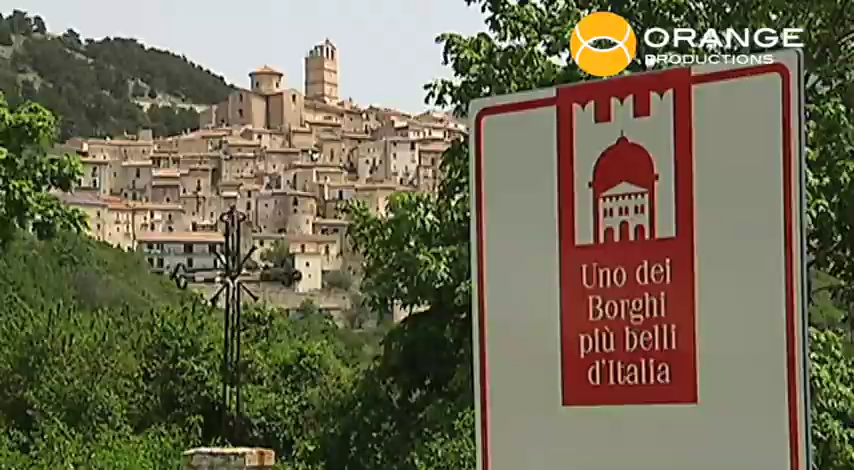 ORANGE
PRODUCTIONS
Uno dei
Borghi
più belli
d'Italia